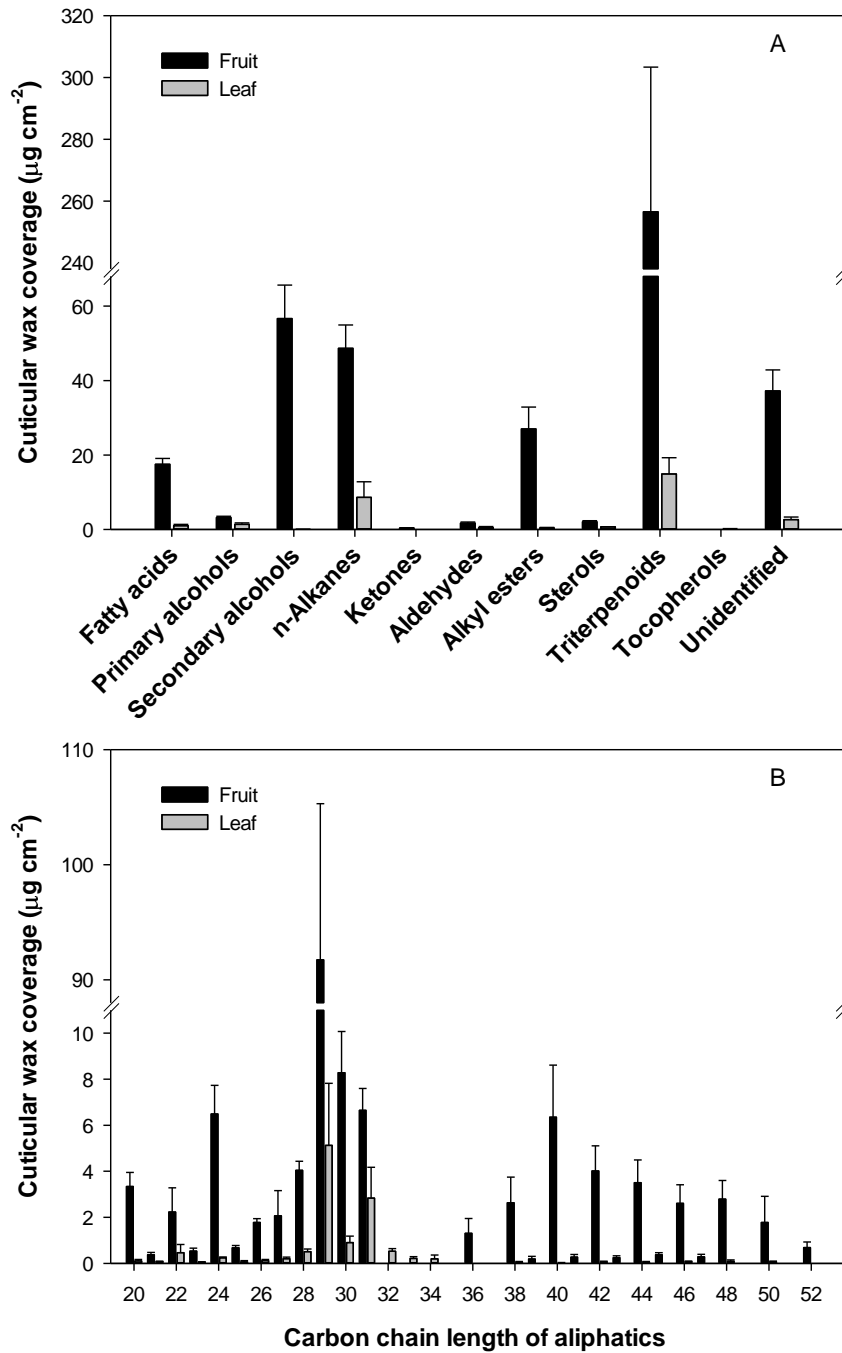 A
Fruit
Leaf
Cuticular wax coverage (μg cm⁻²)
320
300
280
260
240
60
40
20
0
Fatty acids
Primary alcohols
Secondary alcohols
n-Alkanes
Ketones
Aldehydes
Alkyl esters
Sterols
Triterpenoids
Tocopherols
Unidentified
B
Fruit
Leaf
Cuticular wax coverage (μg cm⁻²)
110
100
90
10
8
6
4
2
0
20 22 24 26 28 30 32 34 36 38 40 42 44 46 48 50 52
Carbon chain length of aliphatics